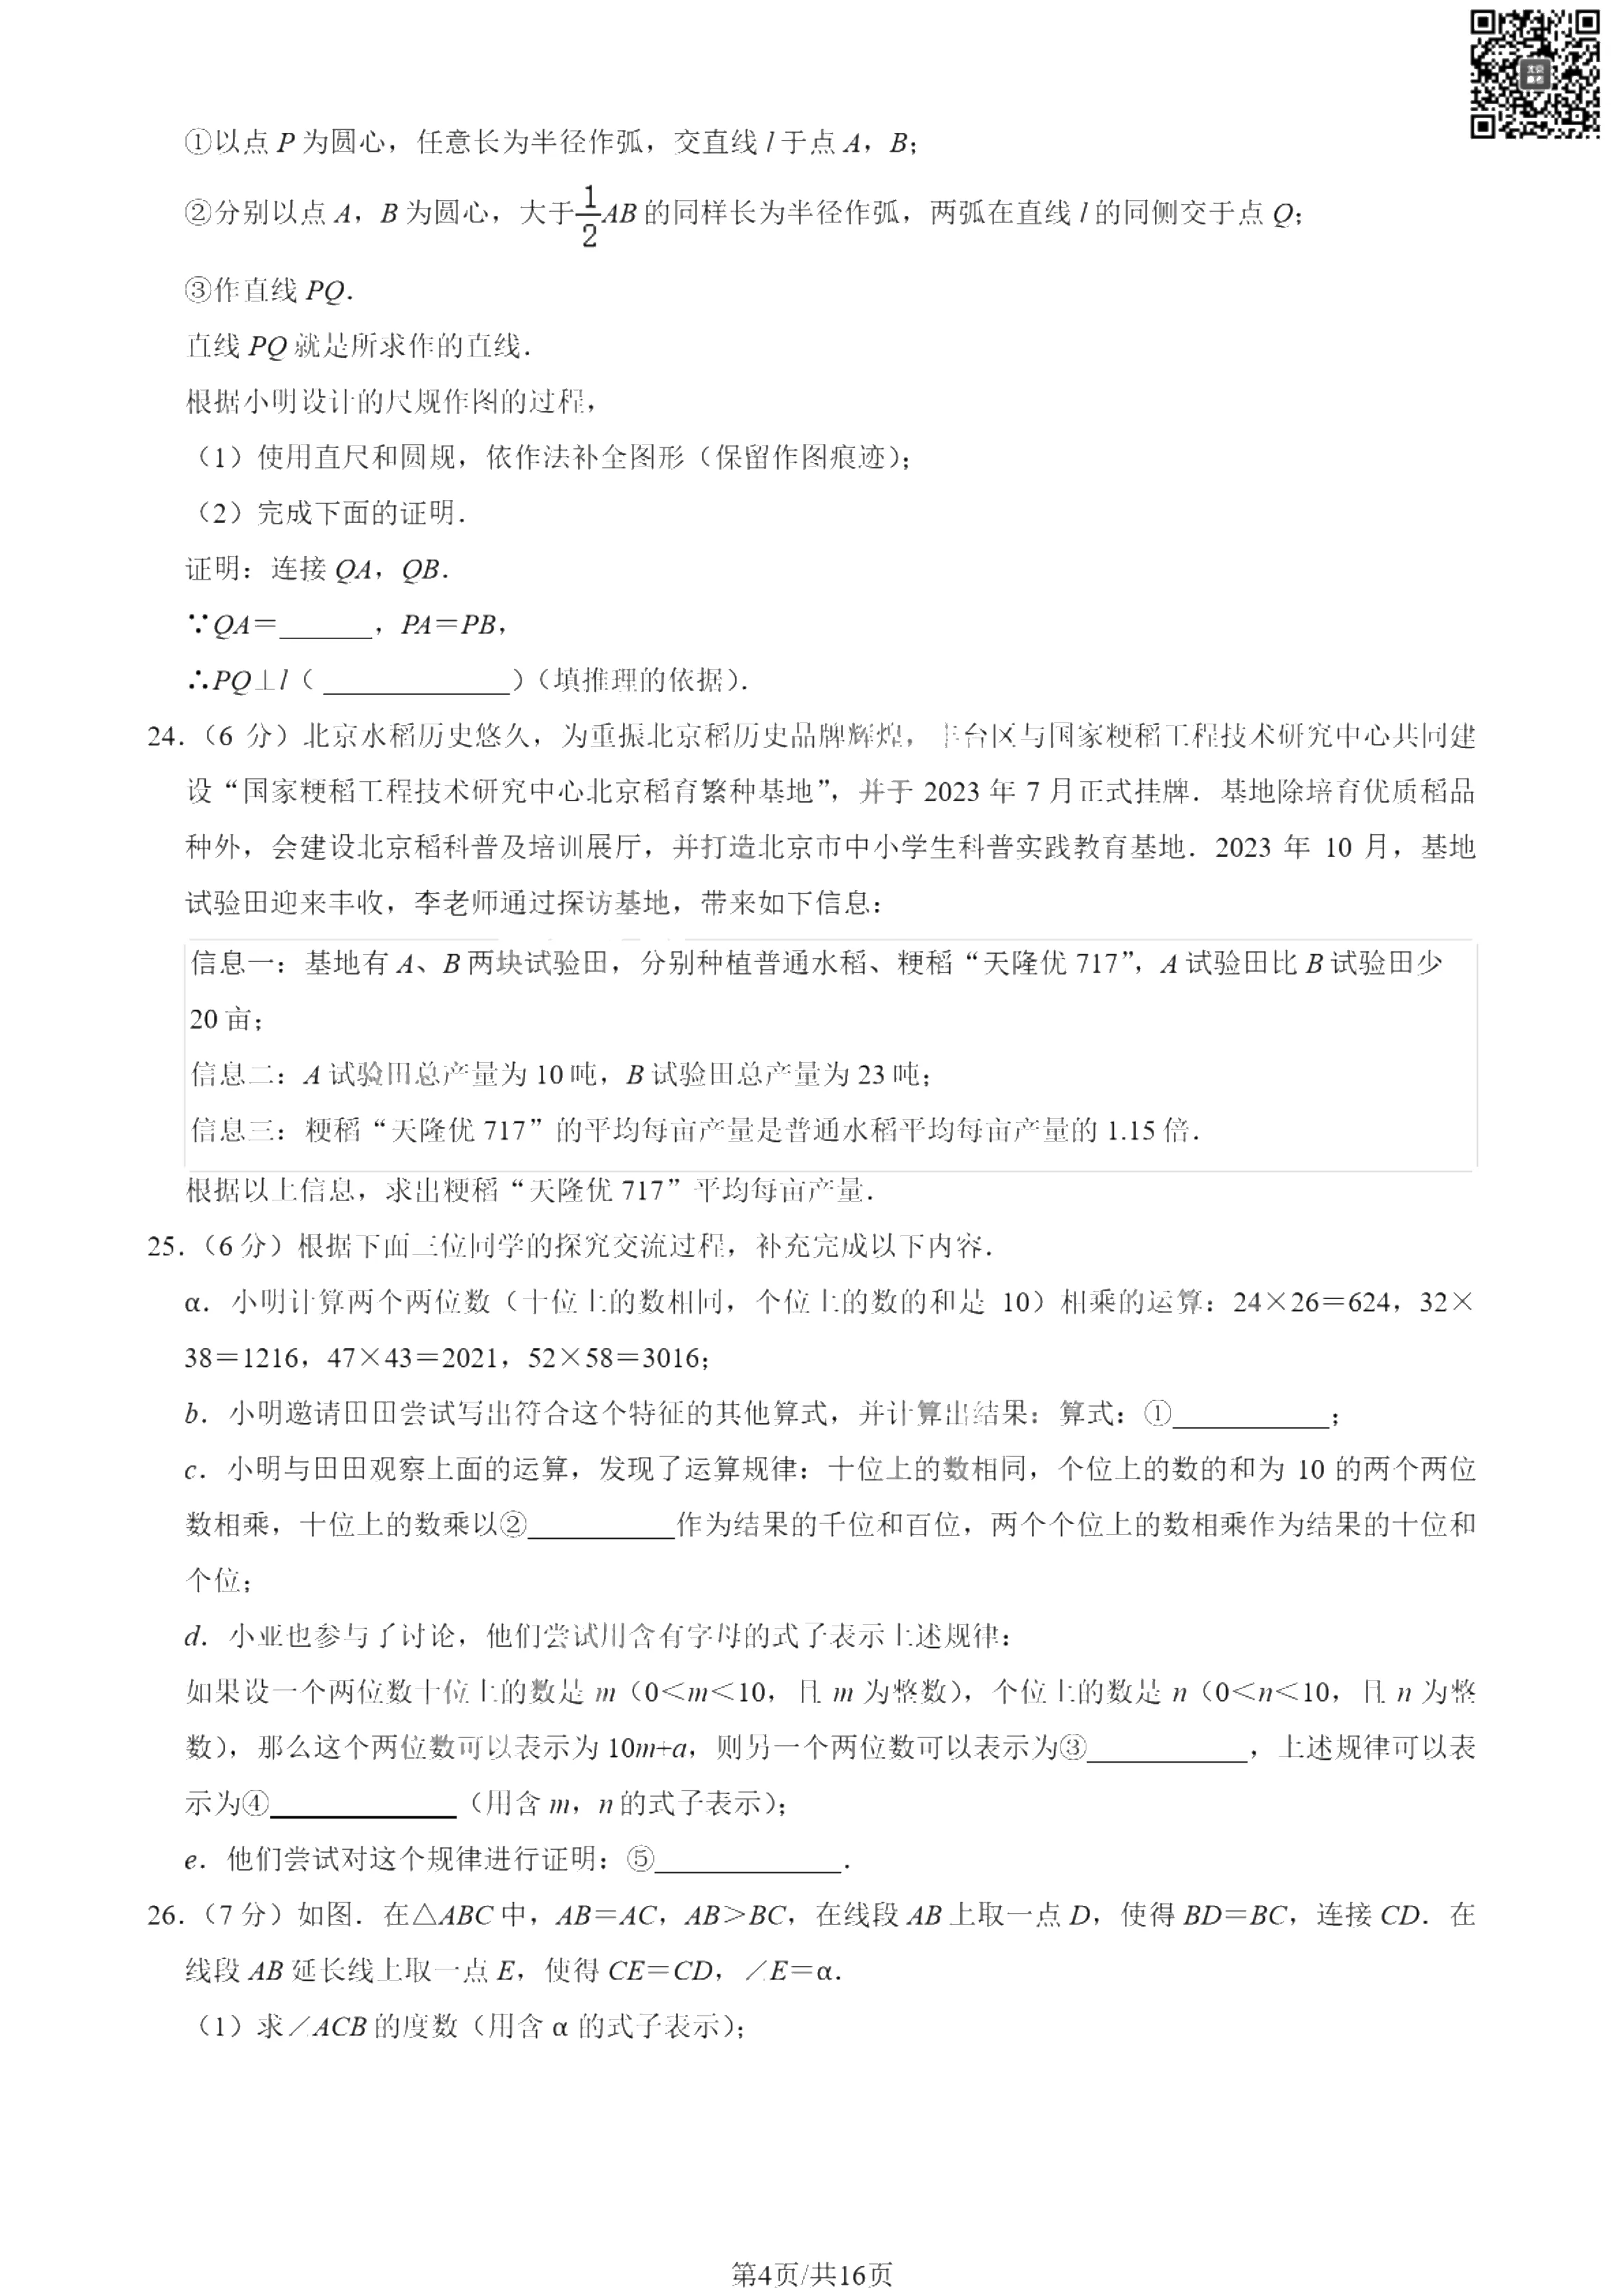 ①以点 P 为圆心，任意长为半径作弧，交直线 l 于点 A，B；
②分别以点 A，B 为圆心，大于1/2AB 的同样长为半径作弧，两弧在直线 l 的同侧交于点 Q；
③作直线 PQ．
直线 PQ 就是所求作的直线．
根据小明设计的尺规作图的过程，
（1）使用直尺和圆规，依作法补全图形（保留作图痕迹）；
（2）完成下面的证明．
证明：连接 QA，QB．
∵QA＝______，PA＝PB，
∴PQ⊥l（____________）（填推理的依据）．
24．（6 分）北京水稻历史悠久，为重振北京稻历史品牌辉煌，丰台区与国家粳稻工程技术研究中心共同建
设“国家粳稻工程技术研究中心北京稻育繁种基地”，并于 2023 年 7 月正式挂牌．基地除培育优质稻品
种外，会建设北京稻科普及培训展厅，并打造北京市中小学生科普实践教育基地．2023 年 10 月，基地
试验田迎来丰收，李老师通过探访基地，带来如下信息：
信息一：基地有 A、B 两块试验田，分别种植普通水稻、粳稻“天隆优 717”，A 试验田比 B 试验田少
20 亩；
信息二：A 试验田总产量为 10 吨，B 试验田总产量为 23 吨；
信息三：粳稻“天隆优 717”的平均每亩产量是普通水稻平均每亩产量的 1.15 倍．
根据以上信息，求出粳稻“天隆优 717”平均每亩产量．
25．（6 分）根据下面三位同学的探究交流过程，补充完成以下内容．
α．小明计算两个两位数（十位上的数相同，个位上的数的和是 10）相乘的运算：24×26＝624，32×
38＝1216，47×43＝2021，52×58＝3016；
b．小明邀请田田尝试写出符合这个特征的其他算式，并计算出结果：算式：①__________；
c．小明与田田观察上面的运算，发现了运算规律：十位上的数相同，个位上的数的和为 10 的两个两位
数相乘，十位上的数乘以②__________作为结果的千位和百位，两个个位上的数相乘作为结果的十位和
个位；
d．小亚也参与了讨论，他们尝试用含有字母的式子表示上述规律：
如果设一个两位数十位上的数是 m（0＜m＜10，且 m 为整数），个位上的数是 n（0＜n＜10，且 n 为整
数），那么这个两位数可以表示为 10m+a，则另一个两位数可以表示为③__________，上述规律可以表
示为④____________（用含 m，n 的式子表示）；
e．他们尝试对这个规律进行证明：⑤____________．
26．（7 分）如图．在△ABC 中，AB＝AC，AB＞BC，在线段 AB 上取一点 D，使得 BD＝BC，连接 CD．在
线段 AB 延长线上取一点 E，使得 CE＝CD，∠E＝α．
（1）求∠ACB 的度数（用含 α 的式子表示）；
第4页/共16页